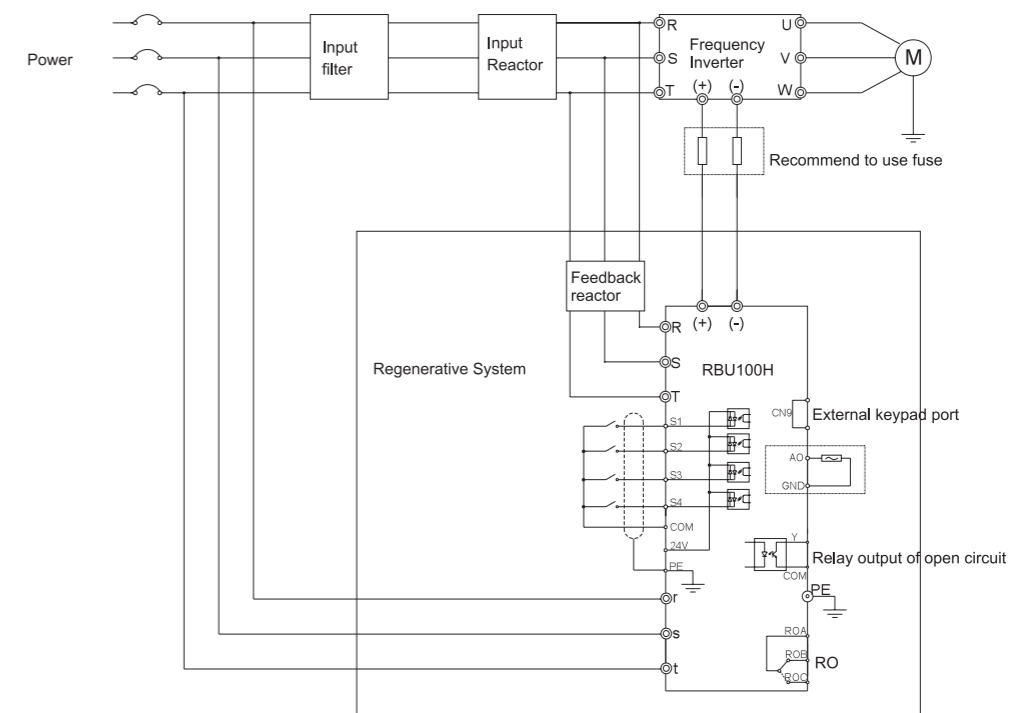 Power
Input
filter
Input
Reactor
R
S
T
Frequency
Inverter
(+) (-)
U
V
W
M
Recommend to use fuse
Feedback
reactor
Regenerative System
(+) (-)
R
S
T
RBU100H
S1
S2
S3
S4
COM
24V
PE
r
s
t
CN9
External keypad port
AO
GND
Y
Relay output of open circuit
COM
PE
ROA
ROB
RO
ROC